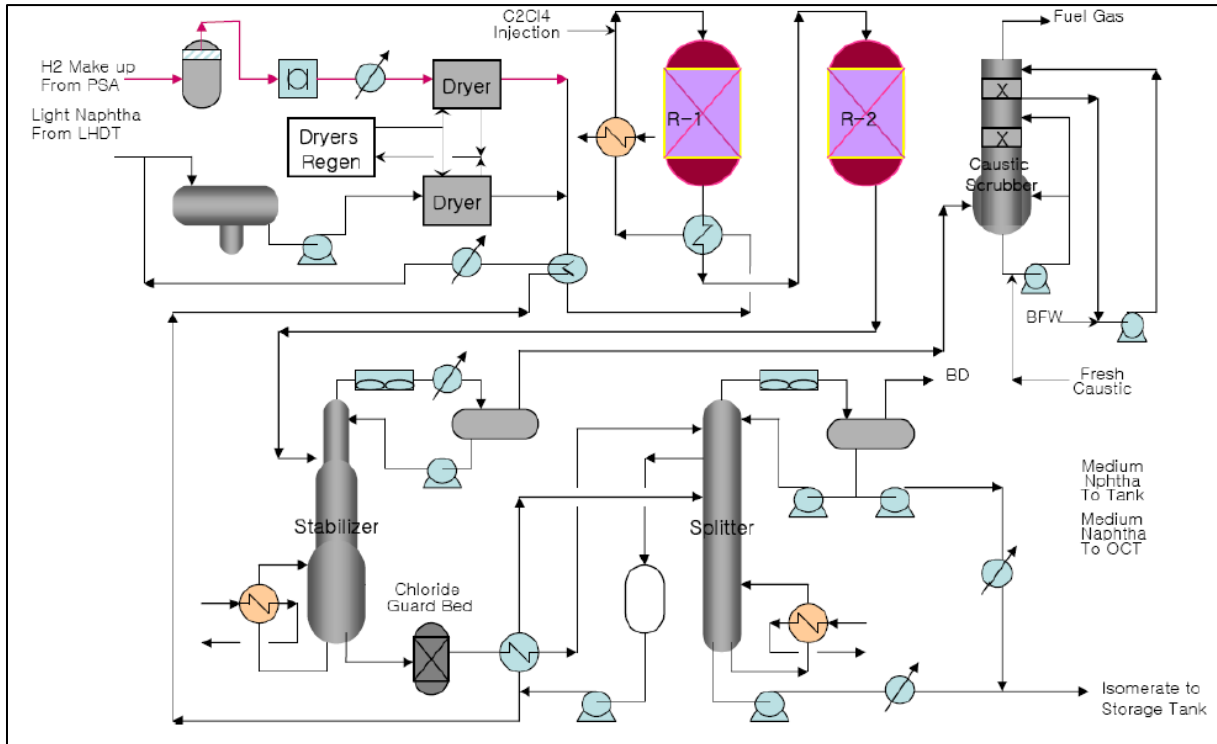 C2Cl4
Injection
Fuel Gas
H2 Make up
From PSA
Dryer
Light Naphtha
From LHDT
R-1
R-2
Dryers
Regen
Caustic
Scrubber
Dryer
BFW
BD
Fresh
Caustic
Medium
Nphtha
To Tank
Medium
Naphtha
To OCT
Stabilizer
Splitter
Chloride
Guard Bed
Isomerate to
Storage Tank